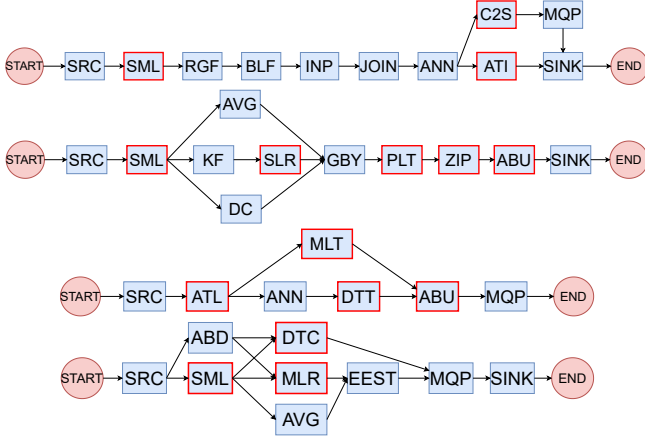 C2S MQP
START SRC SML RGF BLF INP JOIN ANN ATI SINK END
AVG
START SRC SML KF SLR GBY PLT ZIP ABU SINK END
DC
MLT
START SRC ATL ANN DTT ABU MQP END
ABD DTC
START SRC SML MLR EEST MQP SINK END
AVG